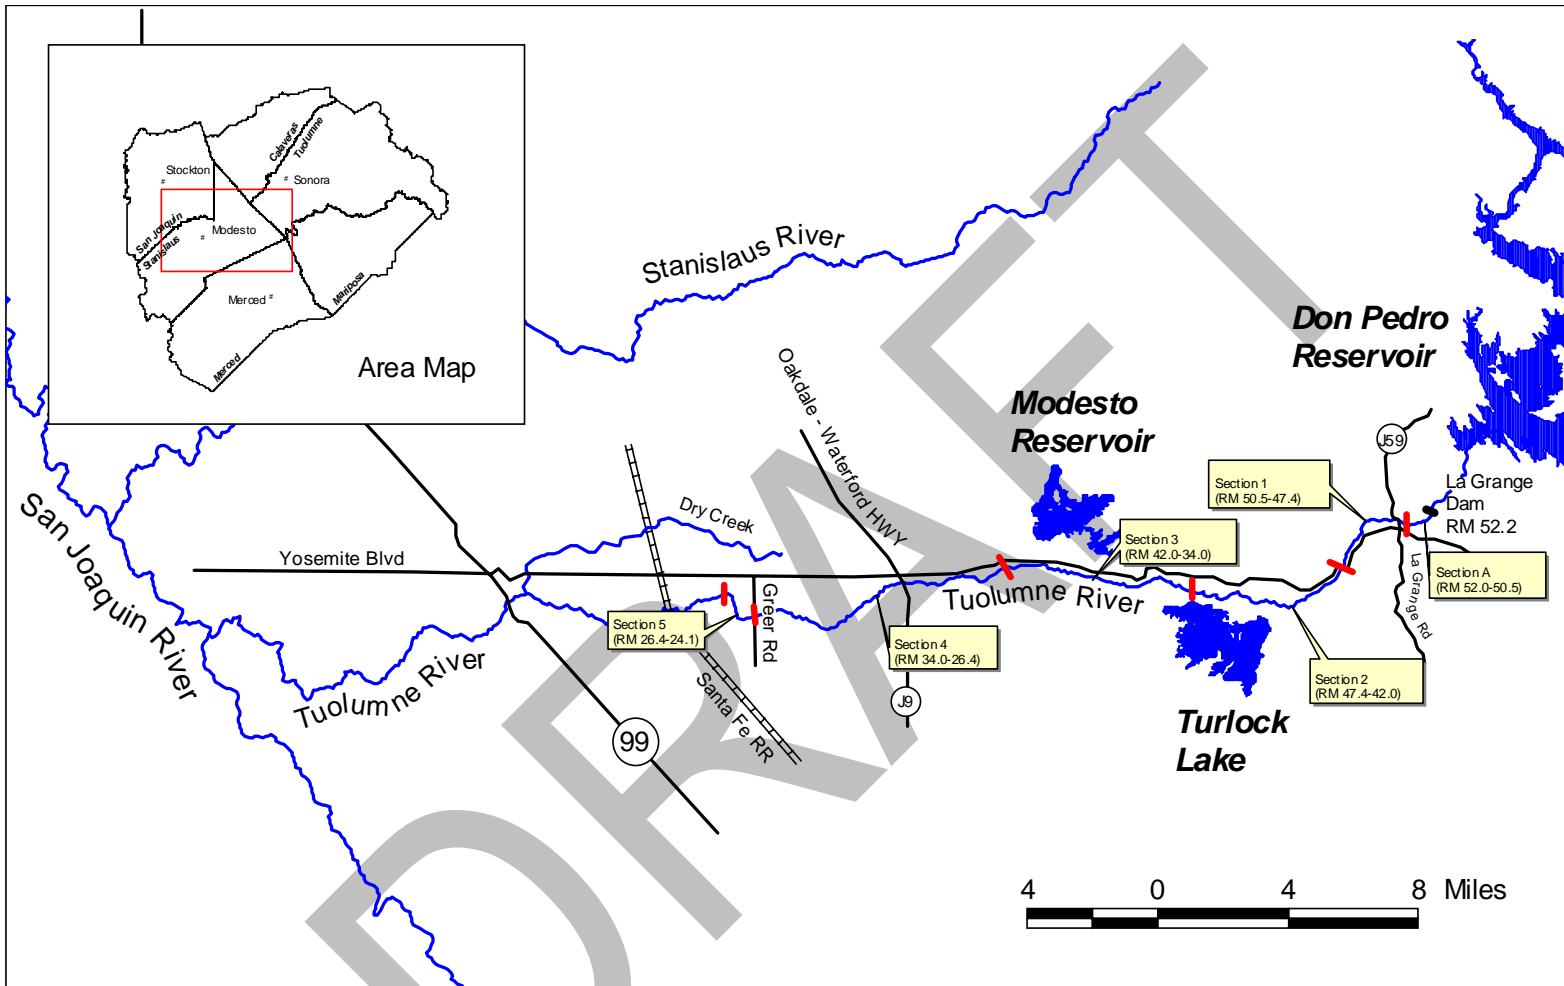 Calaveras
Tuolumne
Stockton
Sonora
San Joaquin
Stanislaus
Modesto
Merced
Mariposa
Merced
Area Map
Stanislaus River
Don Pedro
Reservoir
Oakdale - Waterford HWY
Modesto
Reservoir
J59
Section 1
(RM 50.5-47.4)
La Grange
Dam
RM 52.2
San Joaquin River
Dry Creek
Section 3
(RM 42.0-34.0)
Yosemite Blvd
Section A
(RM 52.0-50.5)
La Grange Rd
Tuolumne River
Greer Rd
Section 5
(RM 26.4-24.1)
Section 4
(RM 34.0-26.4)
Section 2
(RM 47.4-42.0)
Tuolumne River
Santa Fe RR
J9
99
Turlock
Lake
4 0 4 8 Miles
DRAFT